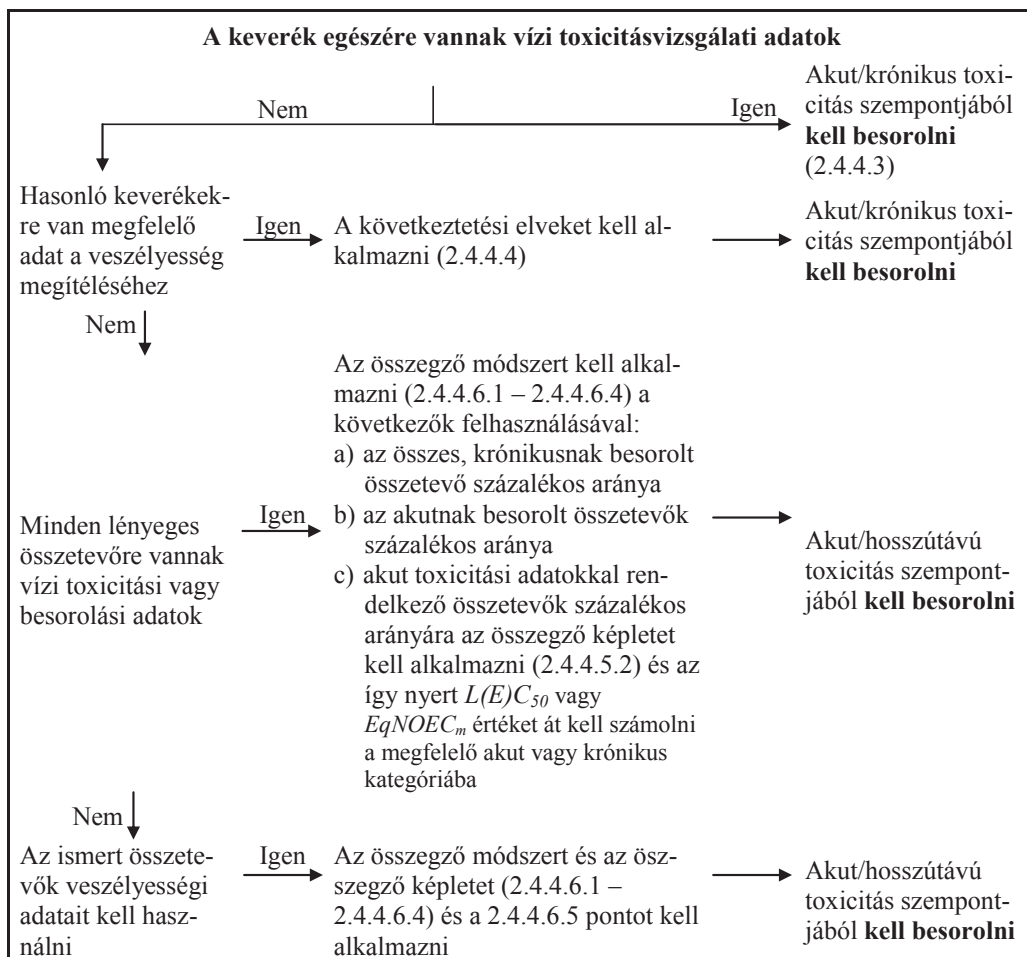 A keverék egészére vannak vízi toxicitásvizsgálati adatok
Nem
Igen
Akut/krónikus toxi-
citás szempontjából
kell besorolni
(2.4.4.3)
Hasonló keverékek-
re van megfelelő
adat a veszélyesség
megítéléséhez
Igen
A következtetési elveket kell al-
kalmazni (2.4.4.4)
Akut/krónikus toxi-
citás szempontjából
kell besorolni
Nem
Minden lényeges
összetevőre vannak
vízi toxicitási vagy
besorolási adatok
Igen
Az összegző módszert kell alkal-
mazni (2.4.4.6.1 – 2.4.4.6.4) a
következők felhasználásával:
a) az összes, krónikusnak besorolt
összetevő százalékos aránya
b) az akutnak besorolt összetevők
százalékos aránya
c) akut toxicitási adatokkal ren-
delkező összetevők százalékos
arányára az összegző képletet
kell alkalmazni (2.4.4.5.2) és az
így nyert L(E)C50 vagy
EqNOECm értéket át kell számolni
a megfelelő akut vagy krónikus
kategóriába
Akut/hosszútávú
toxicitás szempont-
jából kell besorolni
Nem
Az ismert összete-
vők veszélyességi
adatait kell hasz-
nálni
Igen
Az összegző módszert és az ösz-
szegző képletet (2.4.4.6.1 –
2.4.4.6.4) és a 2.4.4.6.5 pontot kell
alkalmazni
Akut/hosszútávú
toxicitás szempont-
jából kell besorolni